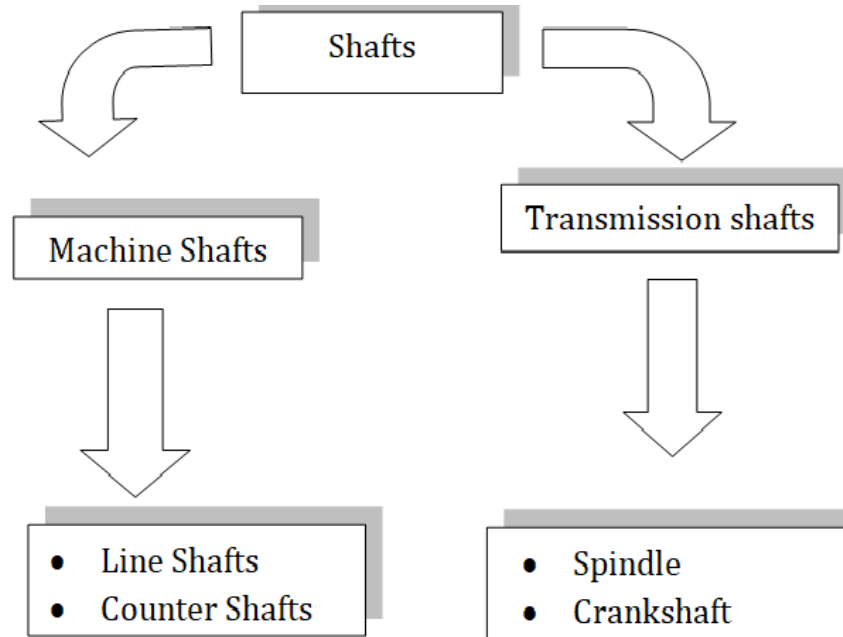 Shafts
Machine Shafts
Transmission shafts
● Line Shafts
● Counter Shafts
● Spindle
● Crankshaft